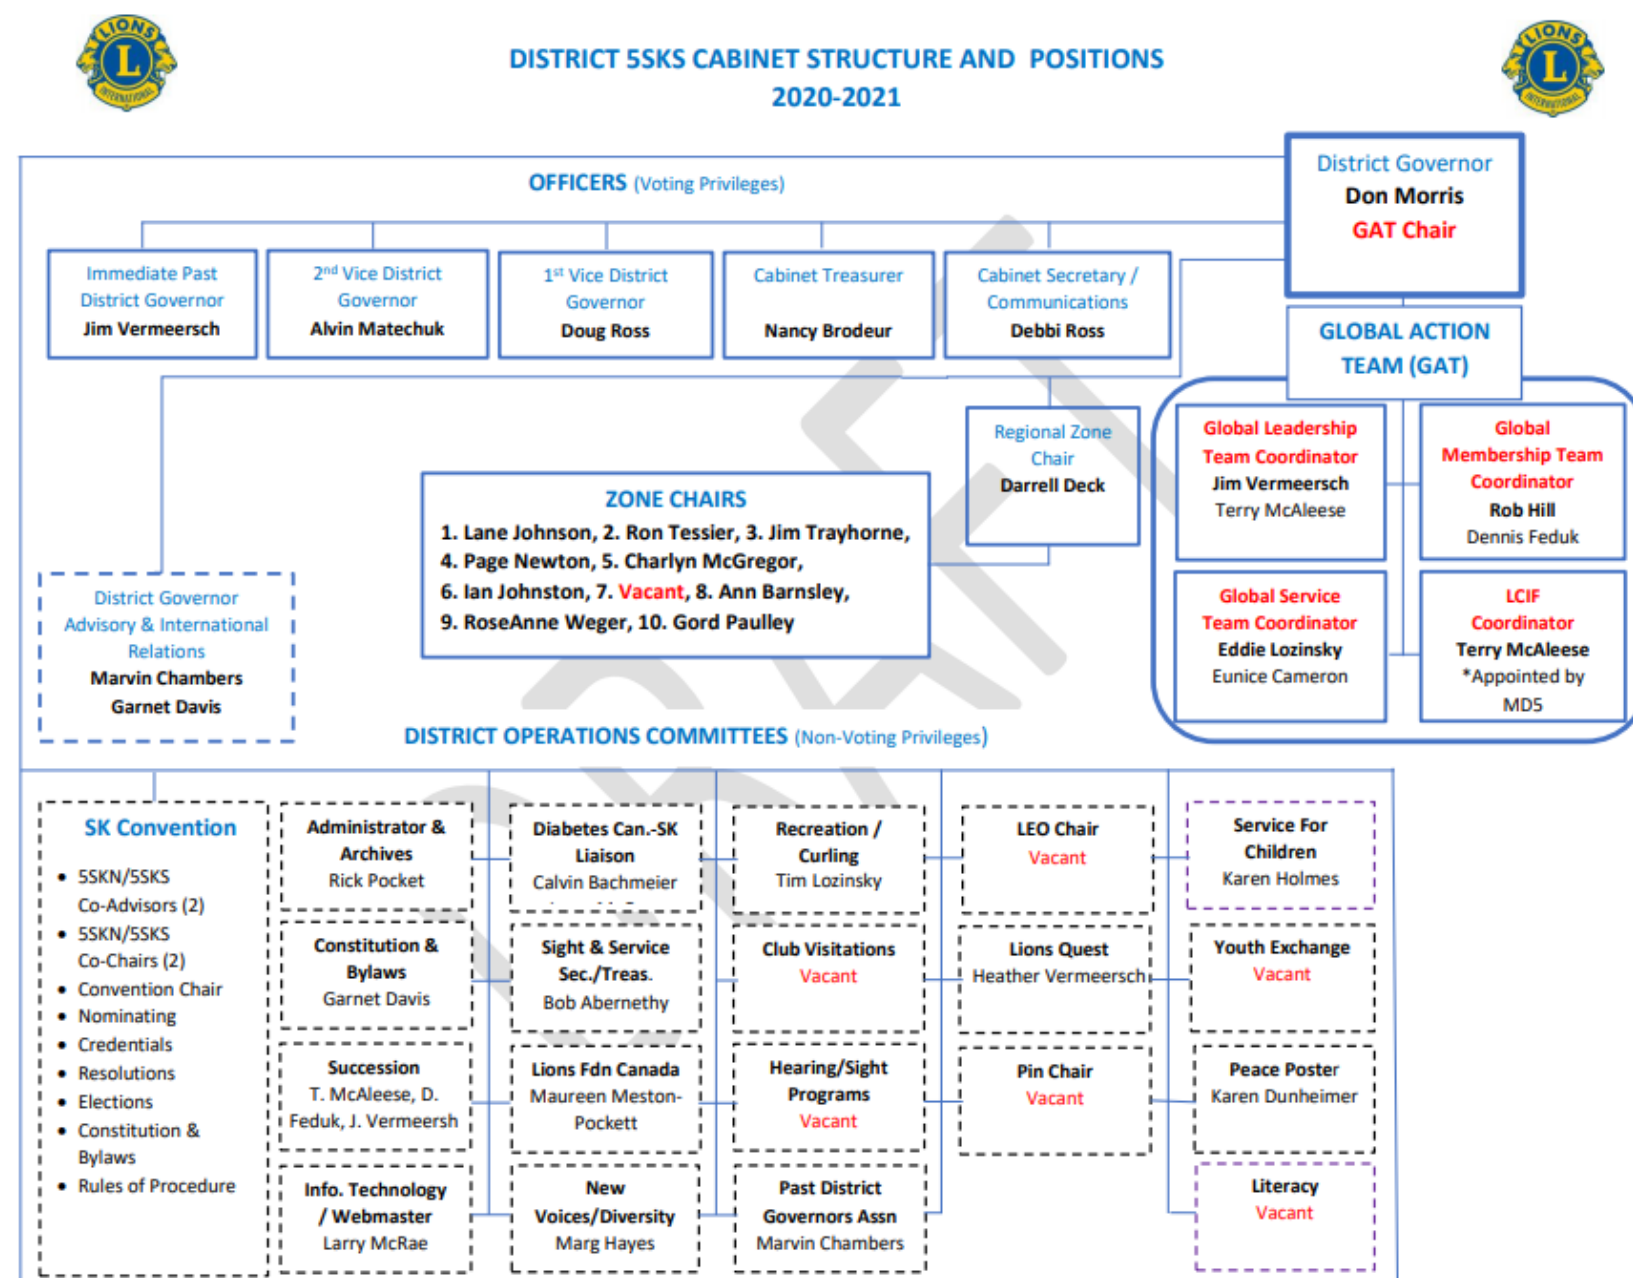 LIONS
L
INTERNATIONAL
DISTRICT 5SKS CABINET STRUCTURE AND POSITIONS
2020-2021
LIONS
L
INTERNATIONAL
OFFICERS (Voting Privileges)
District Governor
Don Morris
GAT Chair
Immediate Past
District Governor
Jim Vermeersch
2nd Vice District
Governor
Alvin Matechuk
1st Vice District
Governor
Doug Ross
Cabinet Treasurer
Nancy Brodeur
Cabinet Secretary /
Communications
Debbi Ross
GLOBAL ACTION
TEAM (GAT)
Regional Zone
Chair
Darrell Deck
Global Leadership
Team Coordinator
Jim Vermeersch
Terry McAleese
Global
Membership Team
Coordinator
Rob Hill
Dennis Feduk
ZONE CHAIRS
1. Lane Johnson, 2. Ron Tessier, 3. Jim Trayhorne,
4. Page Newton, 5. Charlyn McGregor,
6. Ian Johnston, 7. Vacant, 8. Ann Barnsley,
9. RoseAnne Weger, 10. Gord Paulley
District Governor
Advisory & International
Relations
Marvin Chambers
Garnet Davis
Global Service
Team Coordinator
Eddie Lozinsky
Eunice Cameron
LCIF
Coordinator
Terry McAleese
*Appointed by
MD5
DRAFT
DISTRICT OPERATIONS COMMITTEES (Non-Voting Privileges)
SK Convention
• 5SKN/5SKS
Co-Advisors (2)
• 5SKN/5SKS
Co-Chairs (2)
• Convention Chair
• Nominating
• Credentials
• Resolutions
• Elections
• Constitution &
Bylaws
• Rules of Procedure
Administrator &
Archives
Rick Pocket
Constitution &
Bylaws
Garnet Davis
Succession
T. McAleese, D.
Feduk, J. Vermeersh
Info. Technology
/ Webmaster
Larry McRae
Diabetes Can.-SK
Liaison
Calvin Bachmeier
Sight & Service
Sec./Treas.
Bob Abernethy
Lions Fdn Canada
Maureen Meston-
Pockett
New
Voices/Diversity
Marg Hayes
Recreation /
Curling
Tim Lozinsky
Club Visitations
Vacant
Hearing/Sight
Programs
Vacant
Past District
Governors Assn
Marvin Chambers
LEO Chair
Vacant
Lions Quest
Heather Vermeersch
Pin Chair
Vacant
Service For
Children
Karen Holmes
Youth Exchange
Vacant
Peace Poster
Karen Dunheimer
Literacy
Vacant